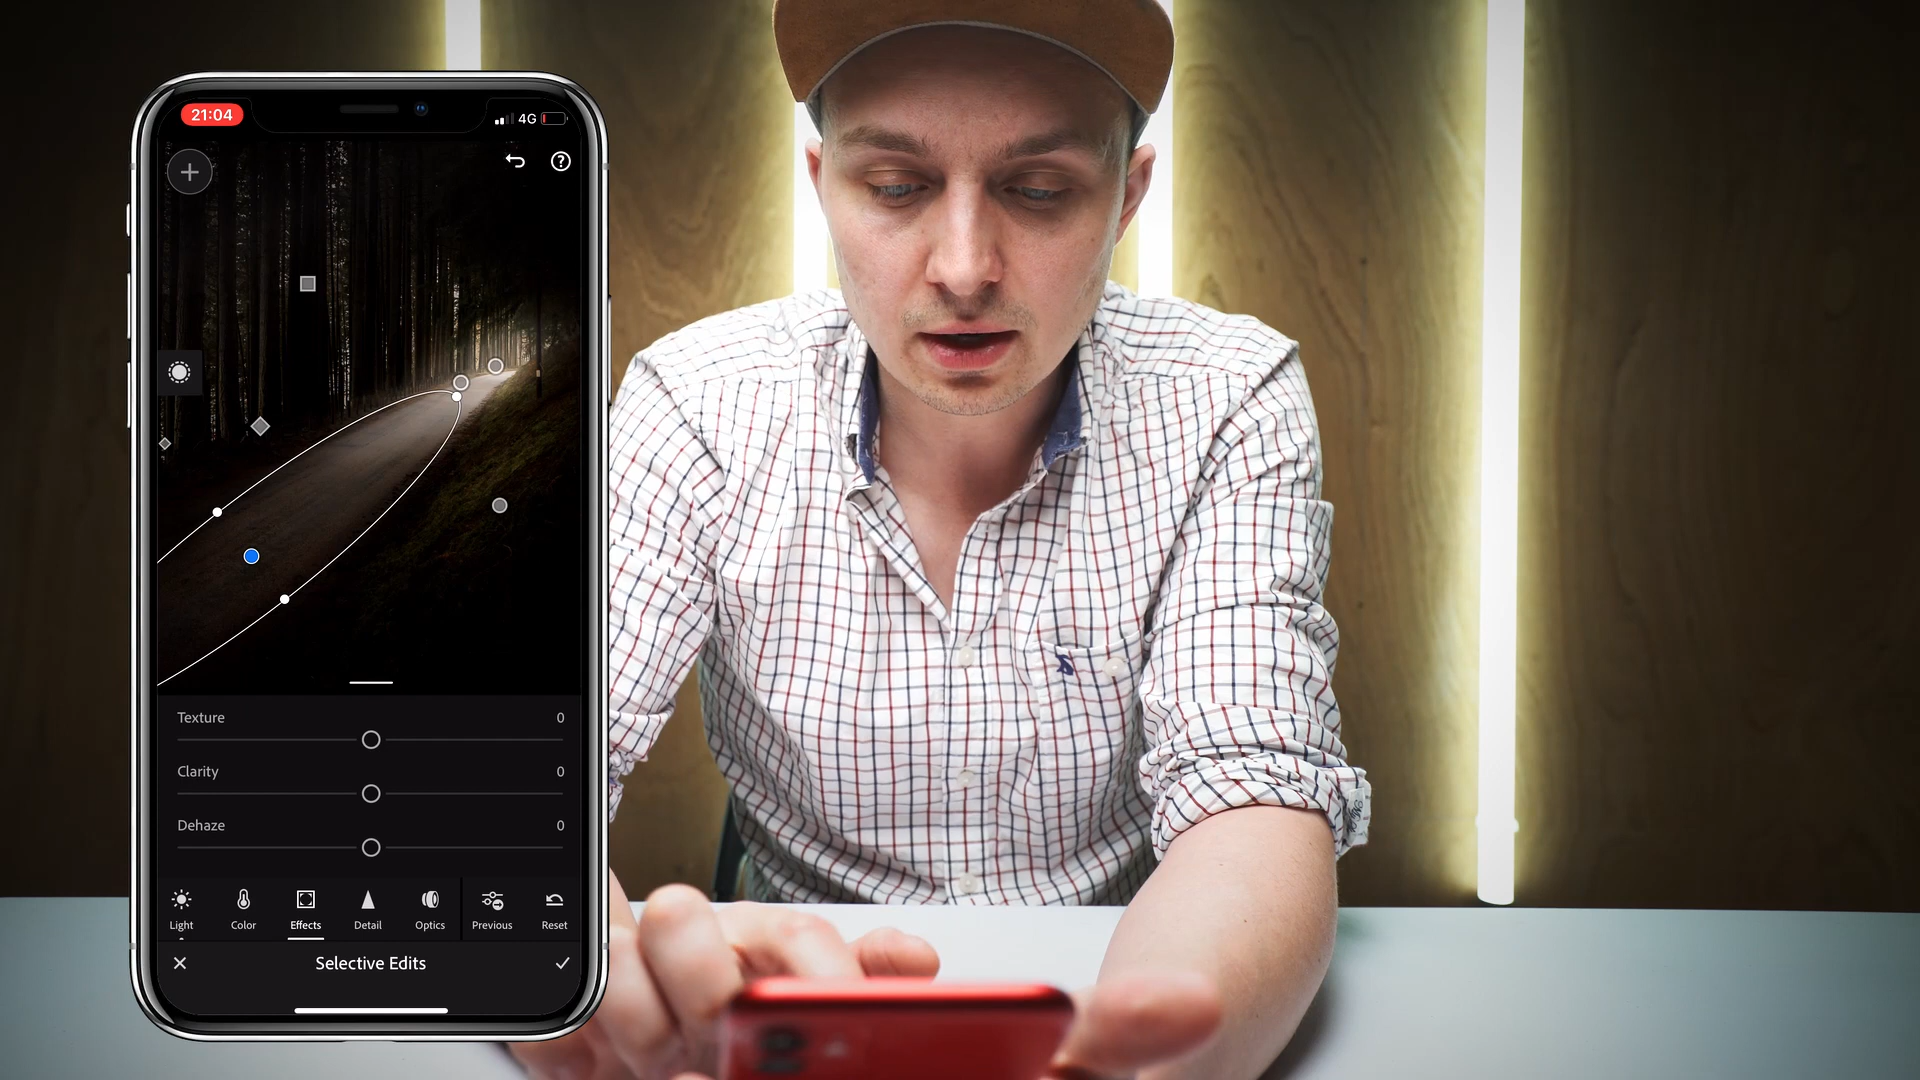 21:04
4G
Texture 0
Clarity 0
Dehaze 0
Light Color Effects Detail Optics Previous Reset
Selective Edits